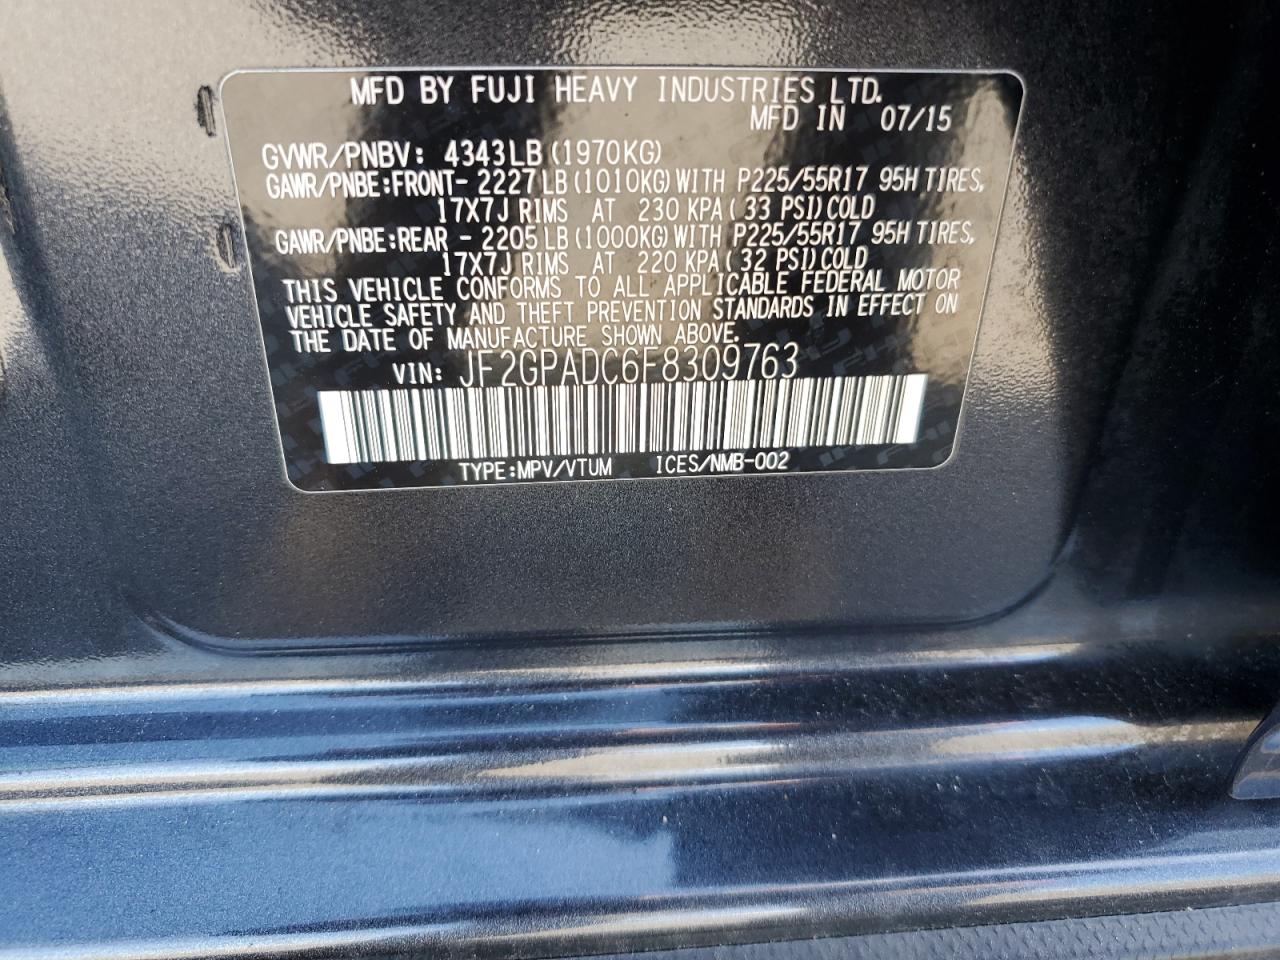 MFD BY FUJI HEAVY INDUSTRIES LTD.
MFD IN 07/15
GVWR/PNBV: 4343LB(1970KG)
GAWR/PNBE:FRONT-2227LB(1010KG)WITH P225/55R17 95H TIRES,
17X7J RIMS AT 230 KPA(33 PSI)COLD
GAWR/PNBE:REAR -2205LB(1000KG)WITH P225/55R17 95H TIRES,
17X7J RIMS AT 220 KPA(32 PSI)COLD
THIS VEHICLE CONFORMS TO ALL APPLICABLE FEDERAL MOTOR
VEHICLE SAFETY AND THEFT PREVENTION STANDARDS IN EFFECT ON
THE DATE OF MANUFACTURE SHOWN ABOVE.
VIN: JF2GPADC6F8309763
TYPE:MPV/VTUM ICES/NMB-002